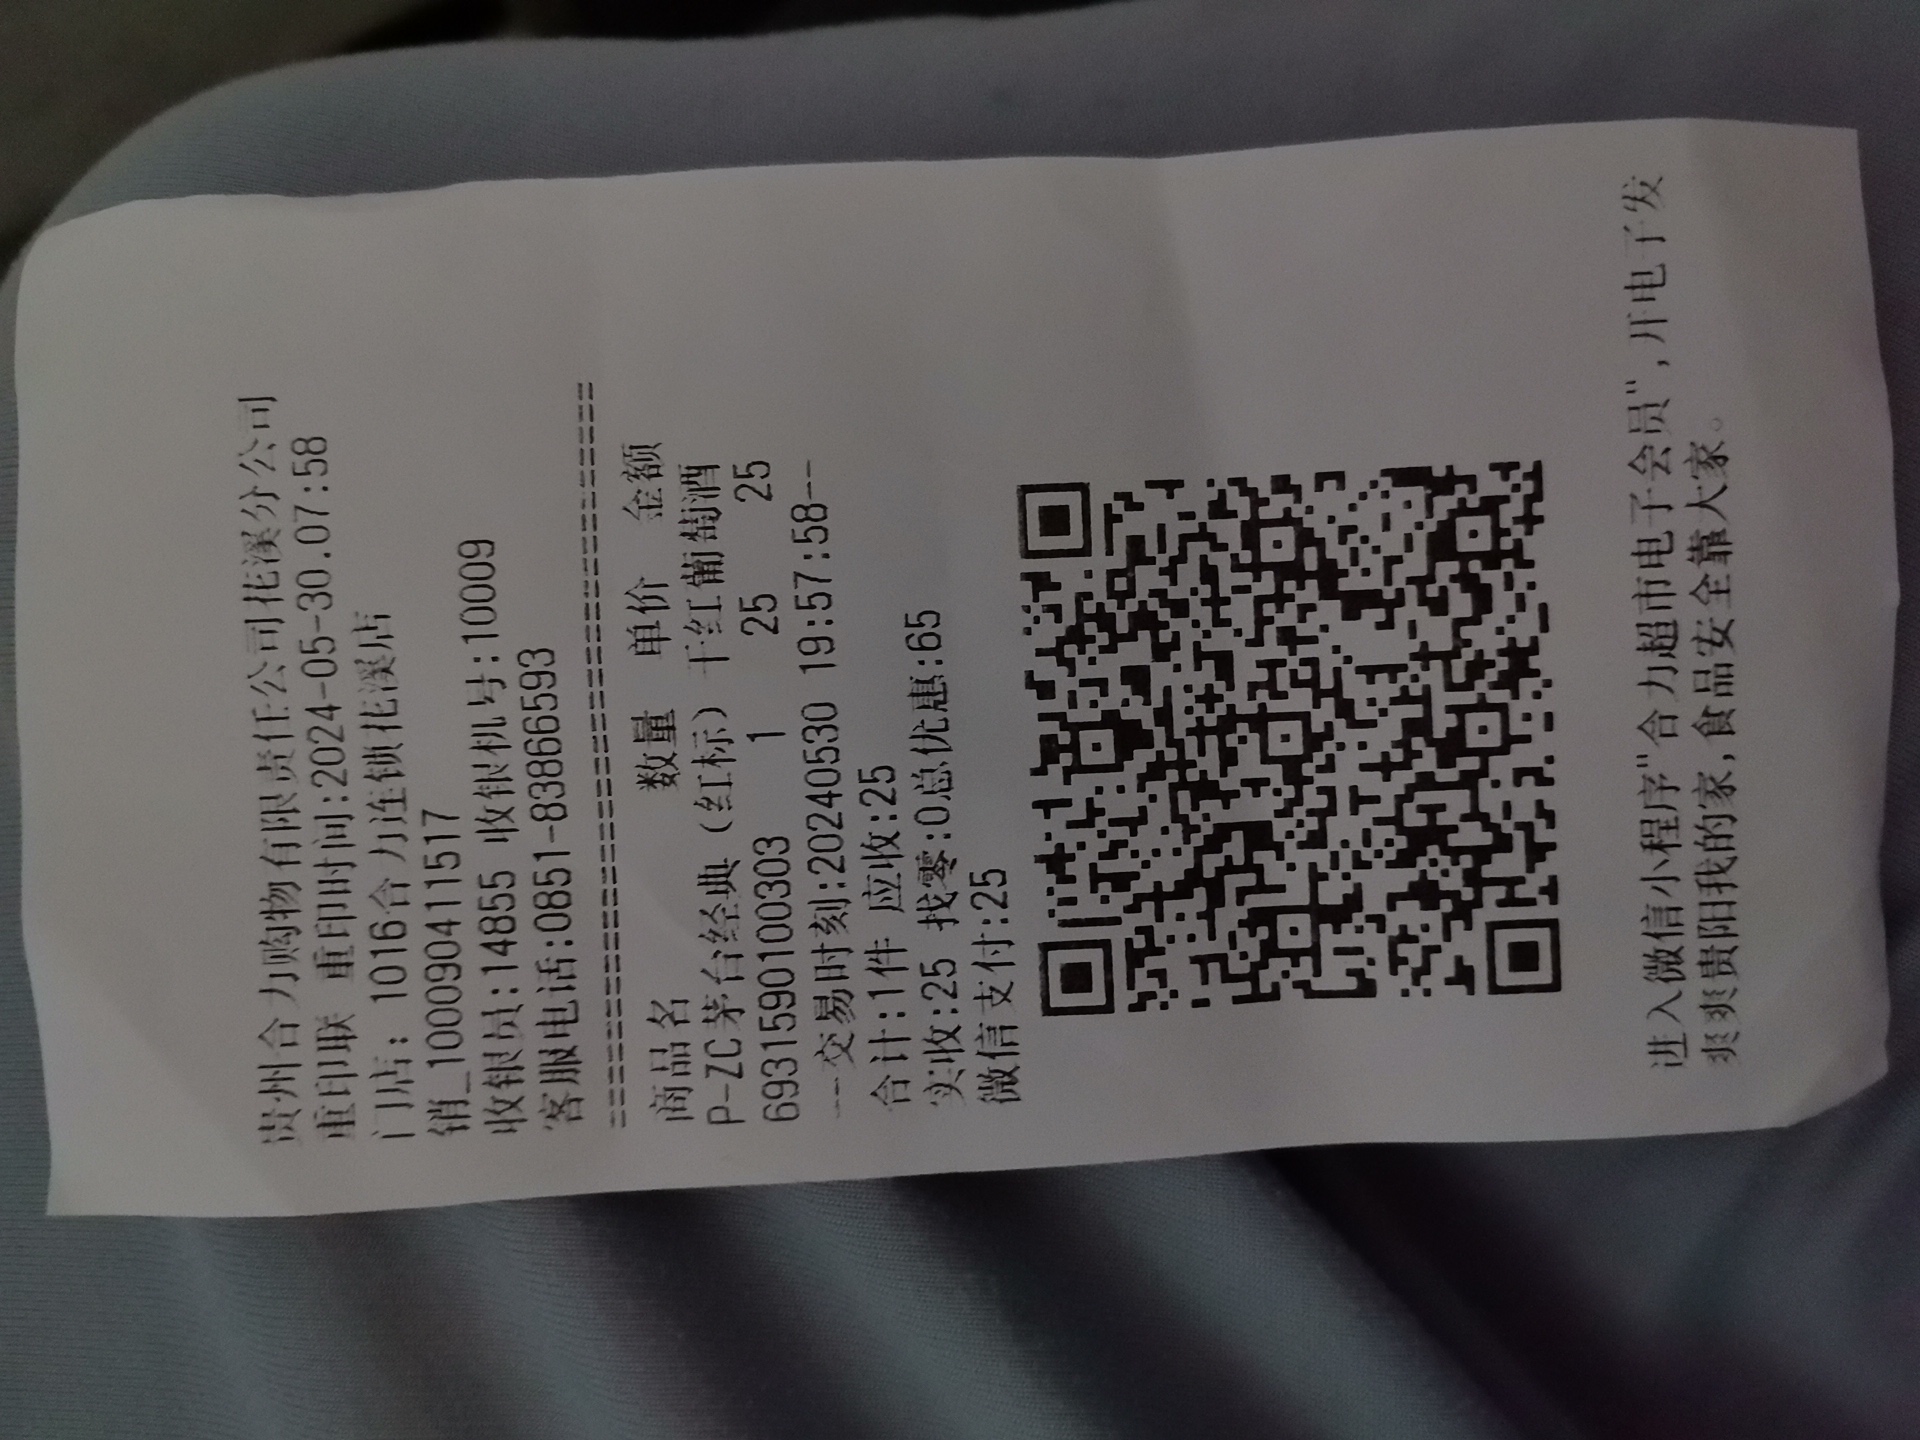 贵州合力购物有限责任公司花溪分公司
重印联 重印时间:2024-05-30.07:58
门店: 1016合力连锁花溪店
销_100090411517
收银员:14855 收银机号:10009
客服电话:0851-83866593
==========================================
商品名 数量 单价 金额
P-ZC茅台经典(红标)干红葡萄酒
6931590100303 1 25 25
---交易时刻:20240530 19:57:58---
合计:1件 应收:25
实收:25 找零:0总优惠:65
微信支付:25
进入微信小程序"合力超市电子会员",开电子发
爽爽贵阳我的家,食品安全靠大家。